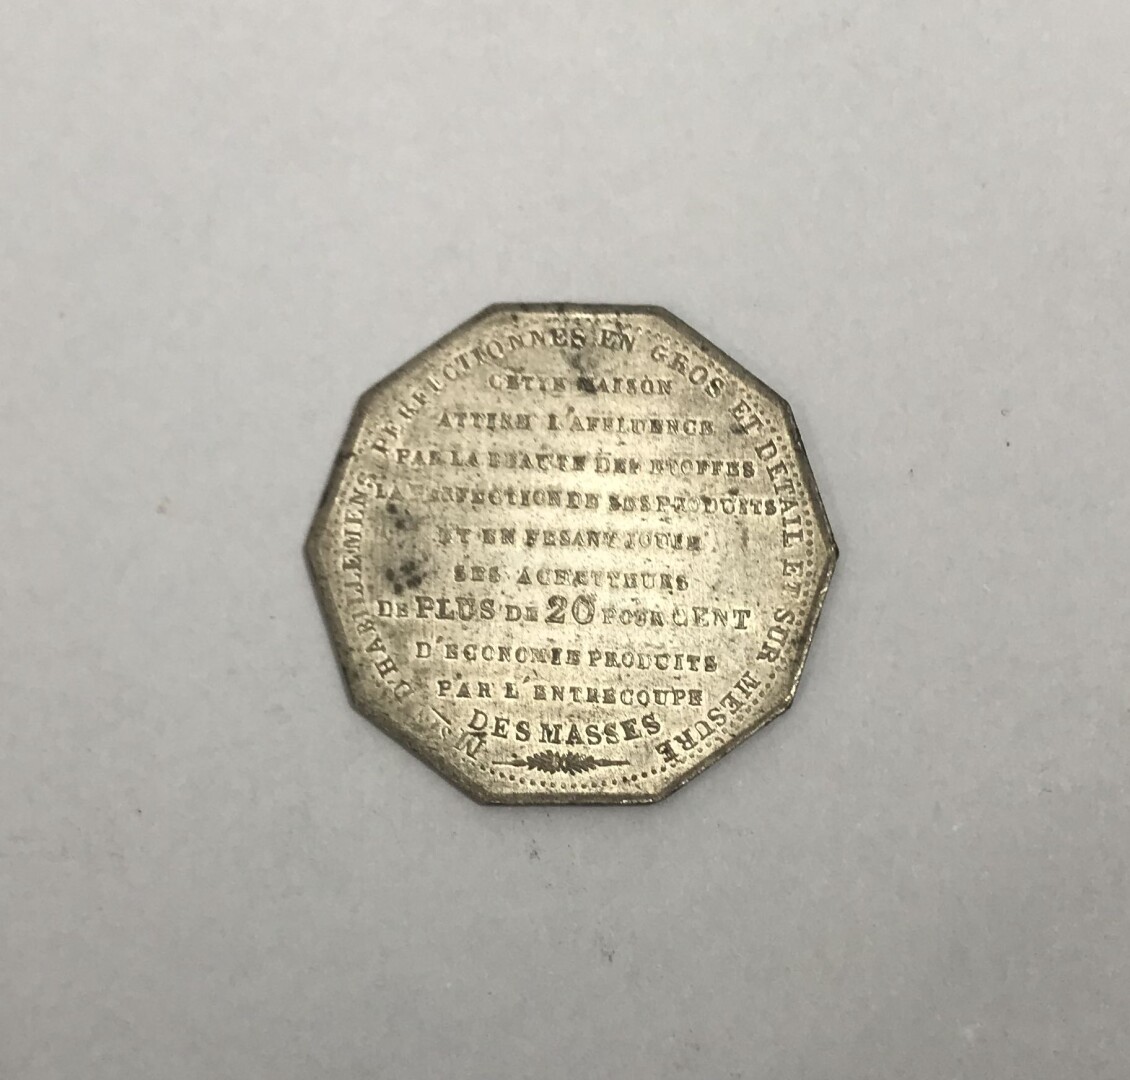 Mson D'HABILLEMENS PERFECTIONNES EN GROS ET DETAIL ET SUR MESURE
CETTE MAISON
ATTIRE L'AFFLUENCE
PAR LA BEAUTE DES ETOFFES
LA PERFECTION DE SES PRODUITS
ET EN FESANT JOUIR
SES ACHETTEURS
DE PLUS DE 20 POUR CENT
D'ECONOMIE PRODUITS
PAR L'ENTRECOUPE
DES MASSES